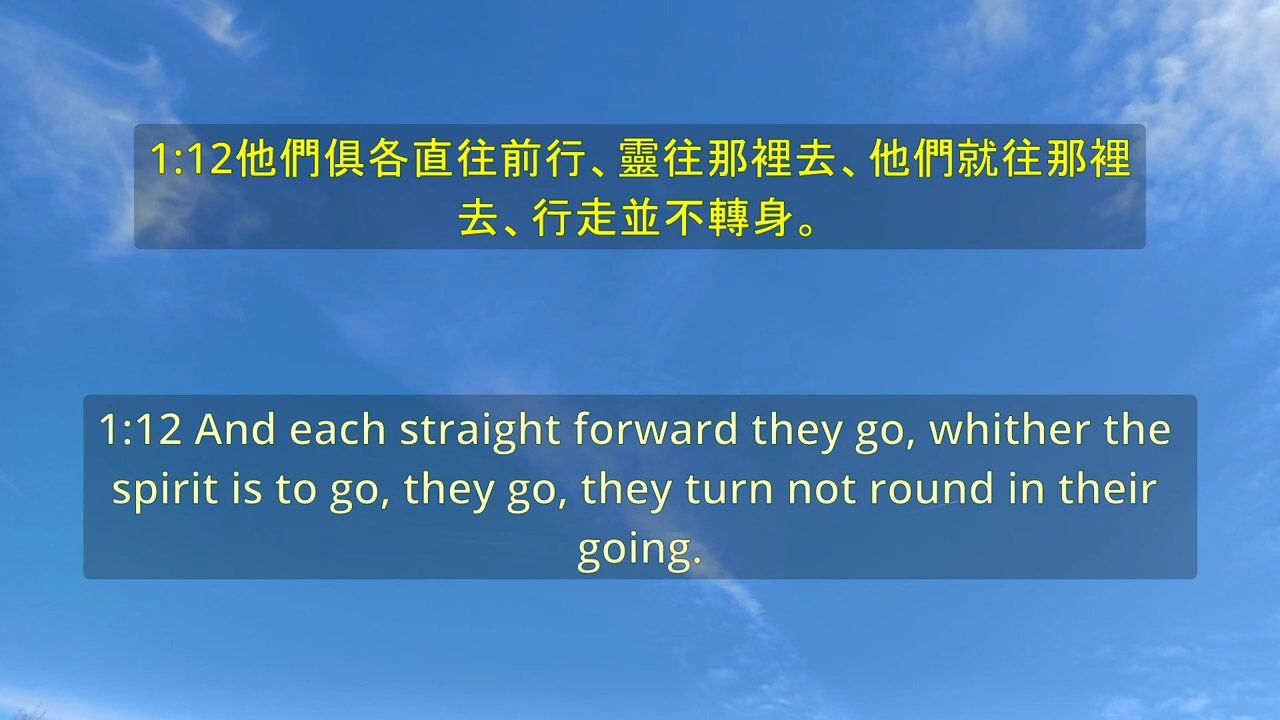 1:12他們俱各直往前行、靈往那裡去、他們就往那裡
去、行走並不轉身。
1:12 And each straight forward they go, whither the
spirit is to go, they go, they turn not round in their
going.